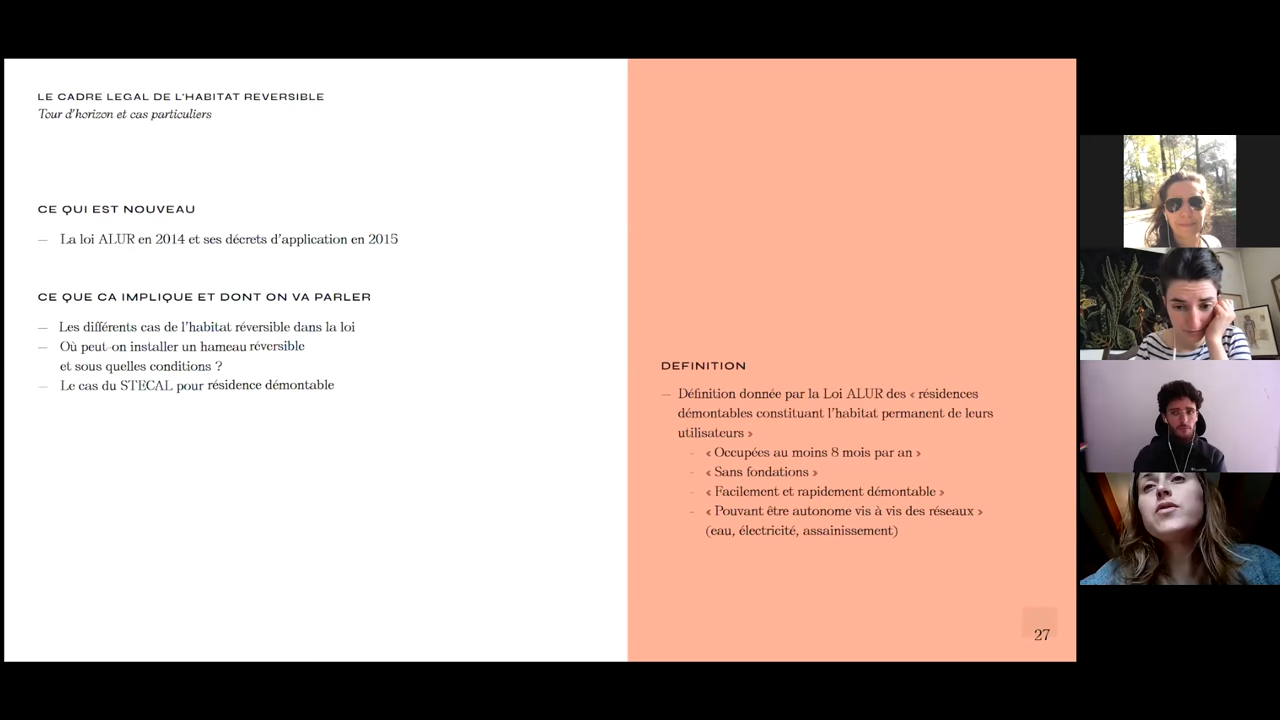 LE CADRE LEGAL DE L'HABITAT REVERSIBLE
Tour d'horizon et cas particuliers
CE QUI EST NOUVEAU
— La loi ALUR en 2014 et ses décrets d'application en 2015
CE QUE CA IMPLIQUE ET DONT ON VA PARLER
— Les différents cas de l'habitat réversible dans la loi
— Où peut-on installer un hameau réversible
et sous quelles conditions ?
— Le cas du STECAL pour résidence démontable
DEFINITION
— Définition donnée par la Loi ALUR des « résidences
démontables constituant l'habitat permanent de leurs
utilisateurs »
- « Occupées au moins 8 mois par an »
- « Sans fondations »
- « Facilement et rapidement démontable »
- « Pouvant être autonome vis à vis des réseaux »
(eau, électricité, assainissement)
27